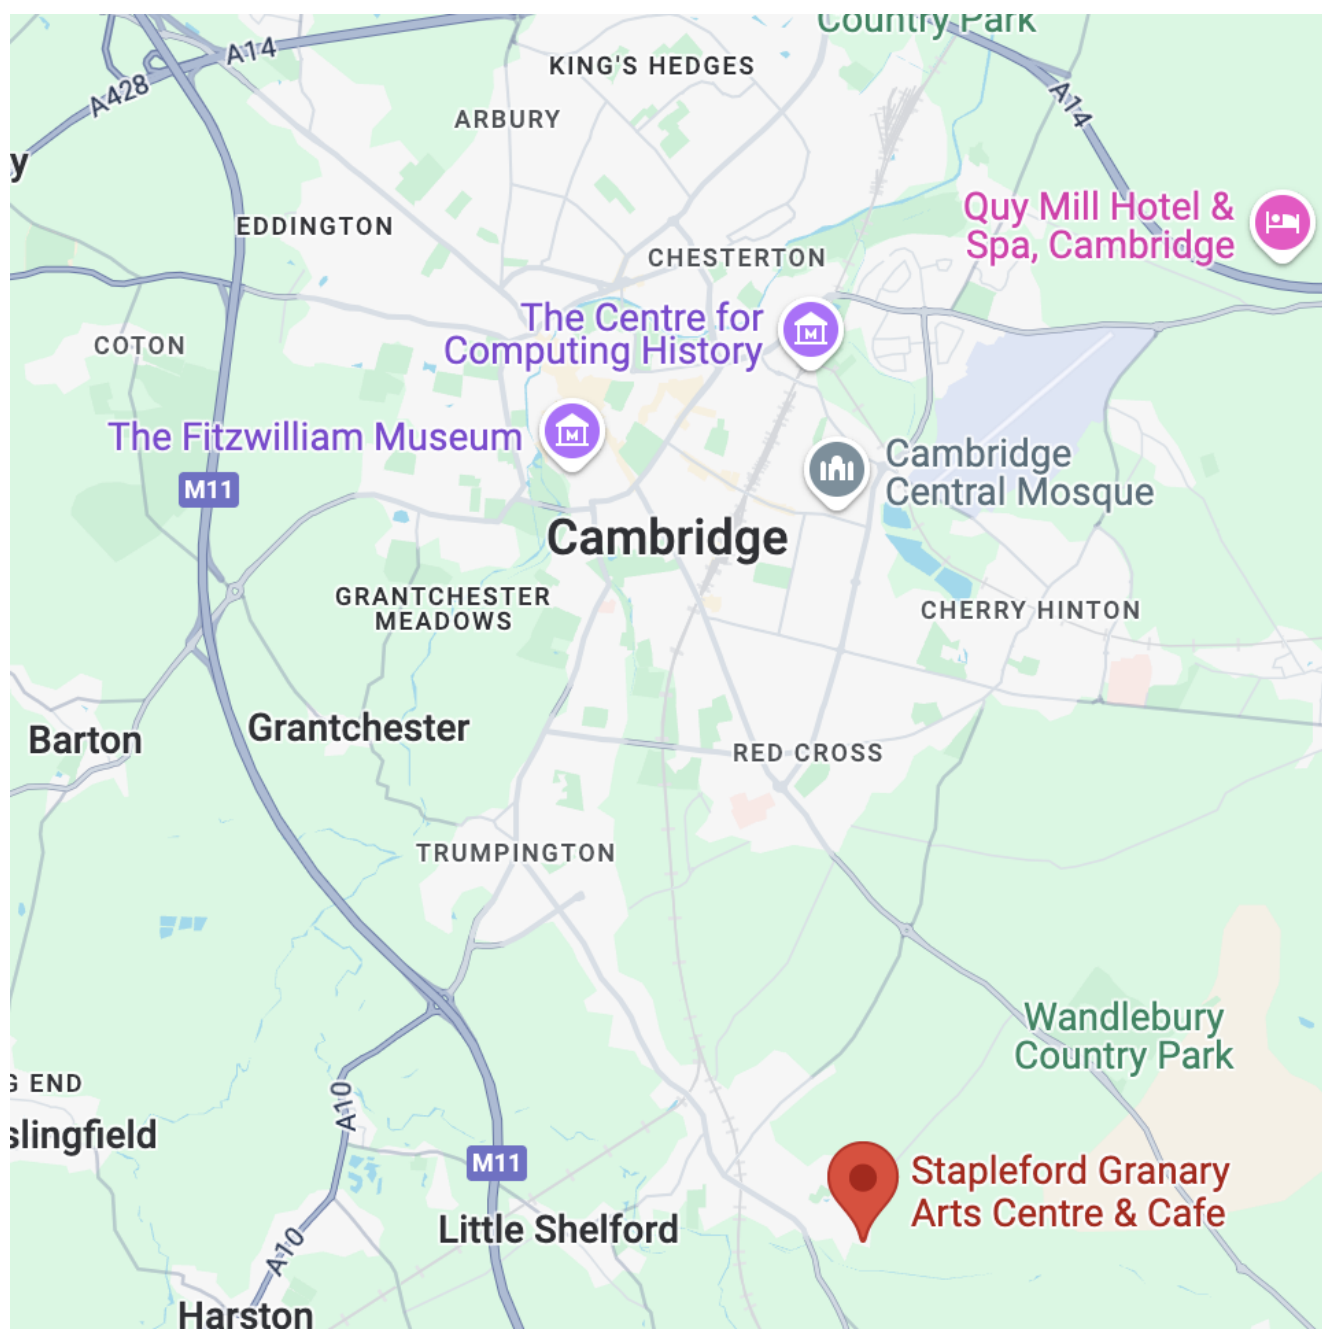 Country Park
A14
KING'S HEDGES
A428
A14
ARBURY
y
Quy Mill Hotel &
Spa, Cambridge
EDDINGTON
CHESTERTON
The Centre for
Computing History
COTON
The Fitzwilliam Museum
Cambridge
Central Mosque
M11
Cambridge
GRANTCHESTER
MEADOWS
CHERRY HINTON
Grantchester
Barton
RED CROSS
TRUMPINGTON
Wandlebury
Country Park
G END
A10
slingfield
M11
Stapleford Granary
Arts Centre & Cafe
Little Shelford
A10
Harston